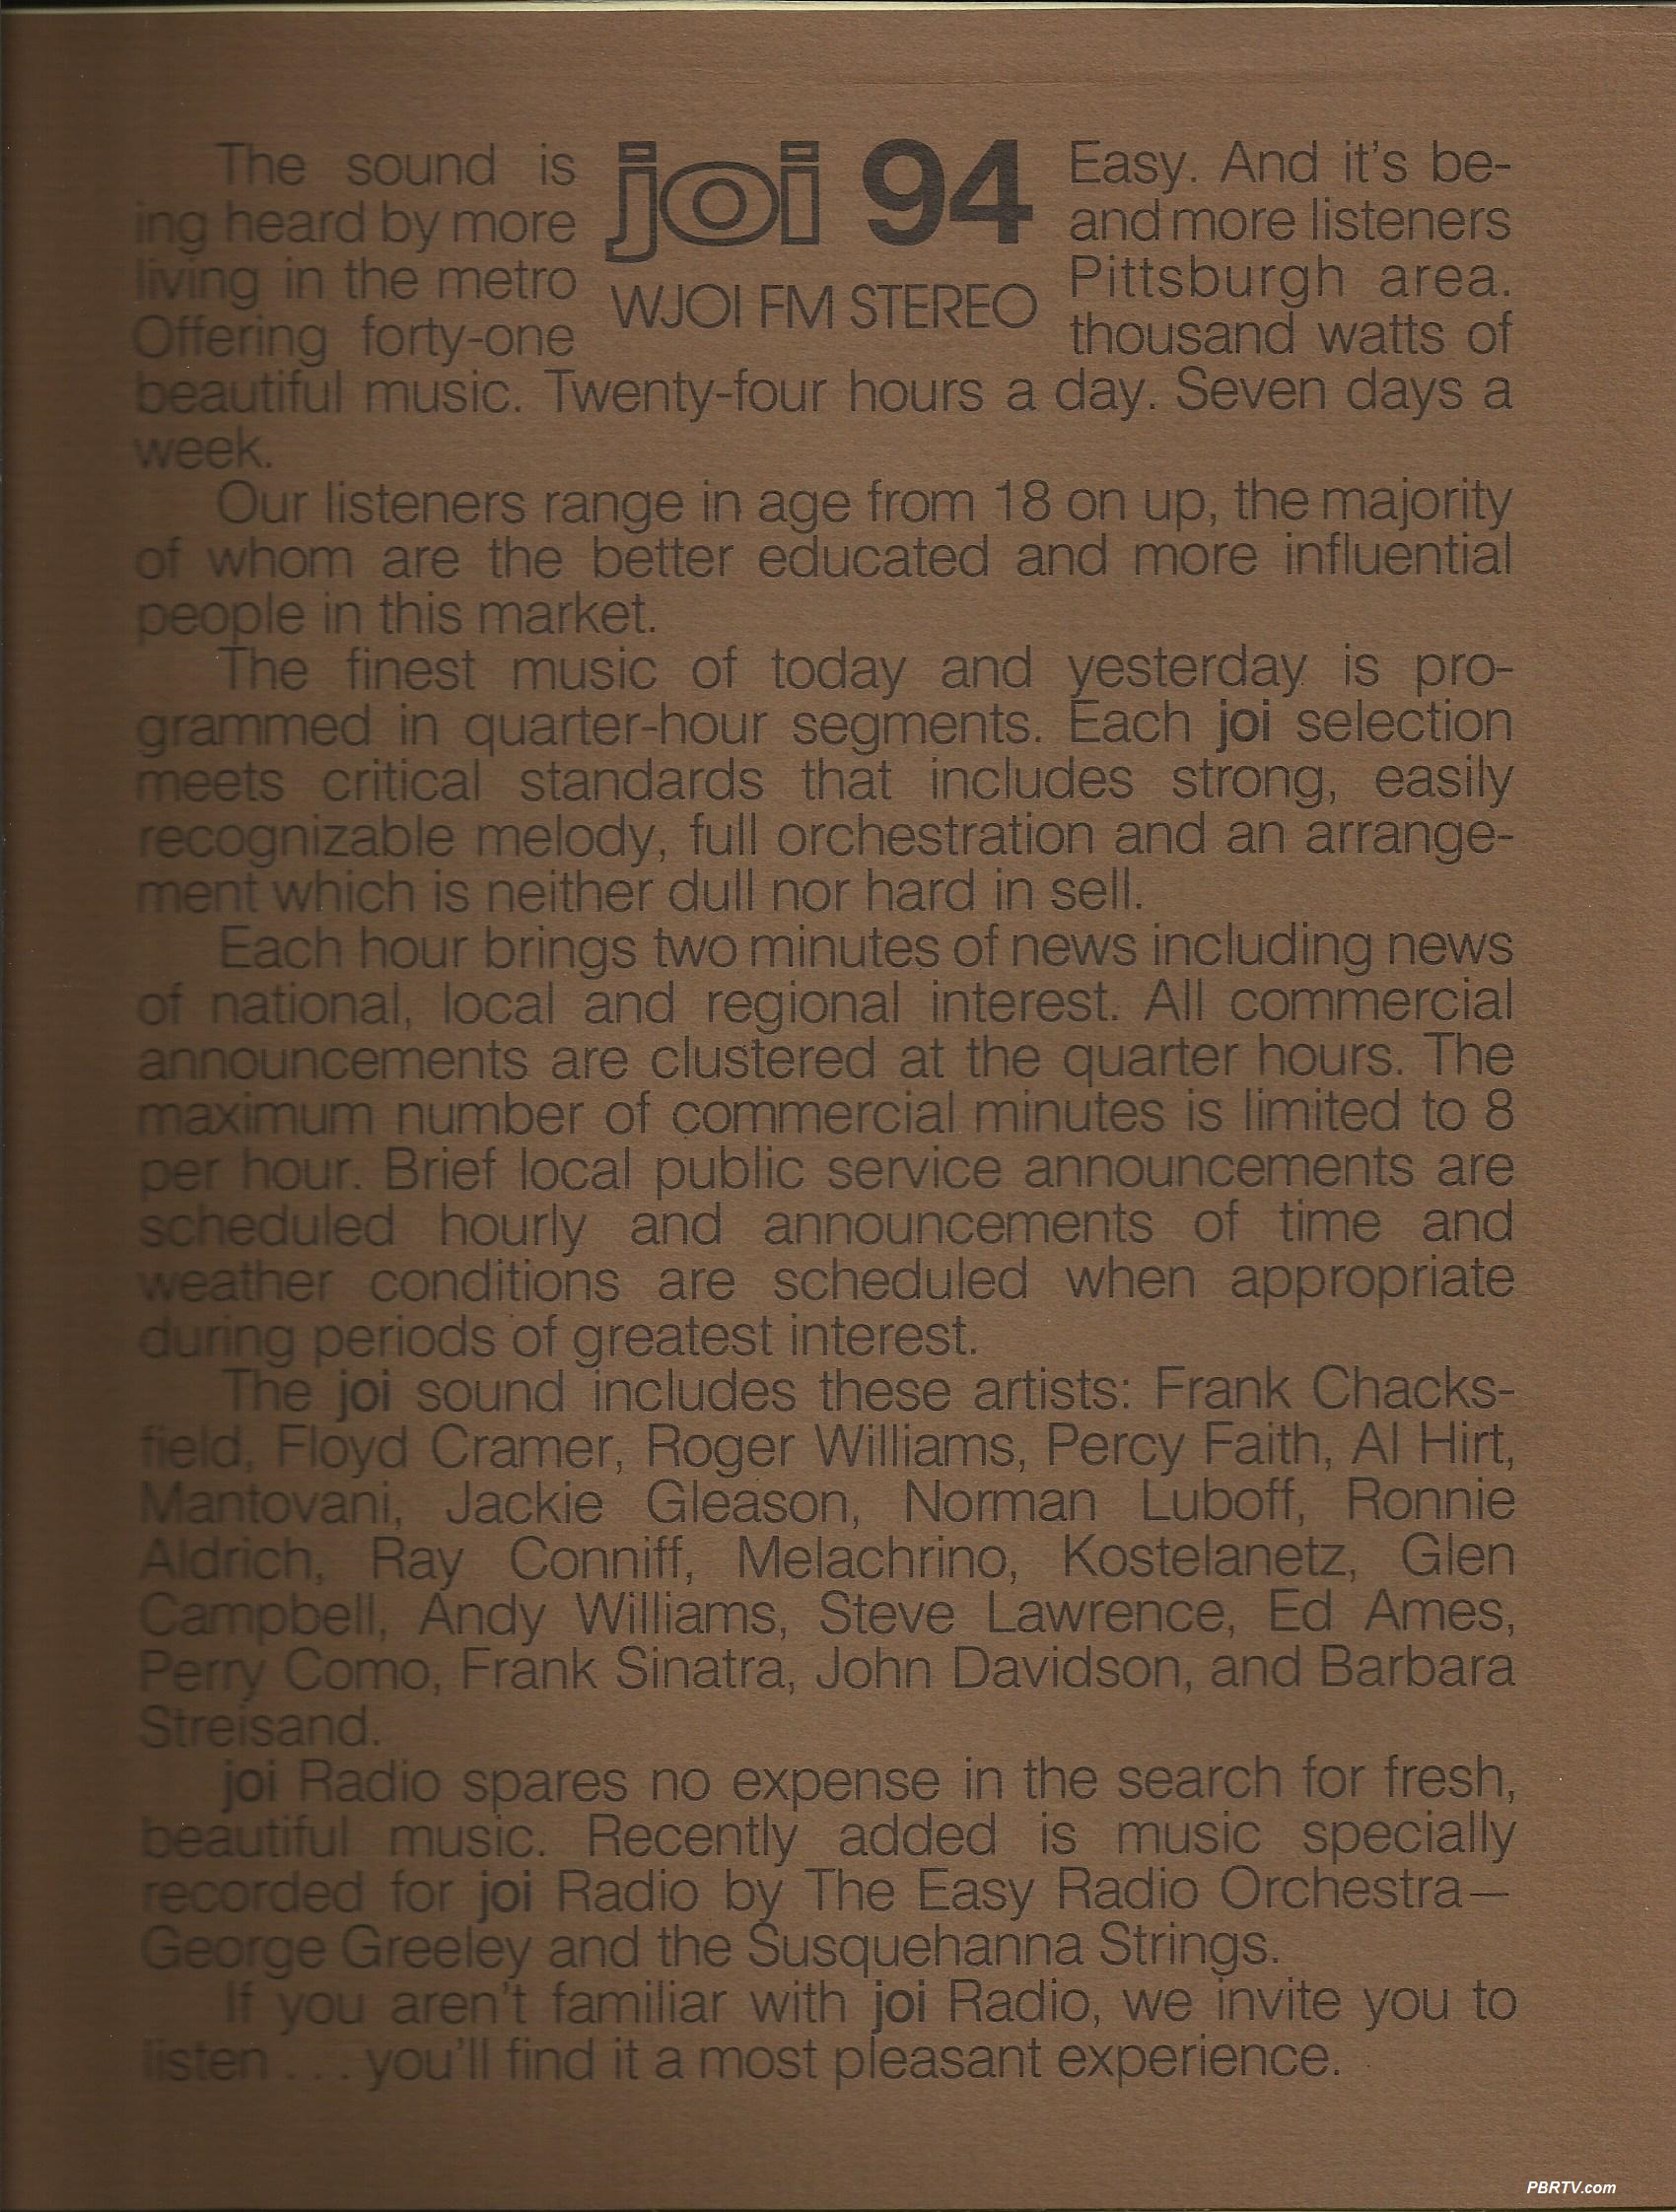 The sound is joi 94 Easy. And it's be-
ing heard by more and more listeners
living in the metro Pittsburgh area.
WJOI FM STEREO
Offering forty-one thousand watts of
beautiful music. Twenty-four hours a day. Seven days a
week.
Our listeners range in age from 18 on up, the majority
of whom are the better educated and more influential
people in this market.
The finest music of today and yesterday is pro-
grammed in quarter-hour segments. Each joi selection
meets critical standards that includes strong, easily
recognizable melody, full orchestration and an arrange-
ment which is neither dull nor hard in sell.
Each hour brings two minutes of news including news
of national, local and regional interest. All commercial
announcements are clustered at the quarter hours. The
maximum number of commercial minutes is limited to 8
per hour. Brief local public service announcements are
scheduled hourly and announcements of time and
weather conditions are scheduled when appropriate
during periods of greatest interest.
The joi sound includes these artists: Frank Chacks-
field, Floyd Cramer, Roger Williams, Percy Faith, Al Hirt,
Mantovani, Jackie Gleason, Norman Luboff, Ronnie
Aldrich, Ray Conniff, Melachrino, Kostelanetz, Glen
Campbell, Andy Williams, Steve Lawrence, Ed Ames,
Perry Como, Frank Sinatra, John Davidson, and Barbara
Streisand.
joi Radio spares no expense in the search for fresh,
beautiful music. Recently added is music specially
recorded for joi Radio by The Easy Radio Orchestra—
George Greeley and the Susquehanna Strings.
If you aren't familiar with joi Radio, we invite you to
listen . . . you'll find it a most pleasant experience.
PBRTV.com